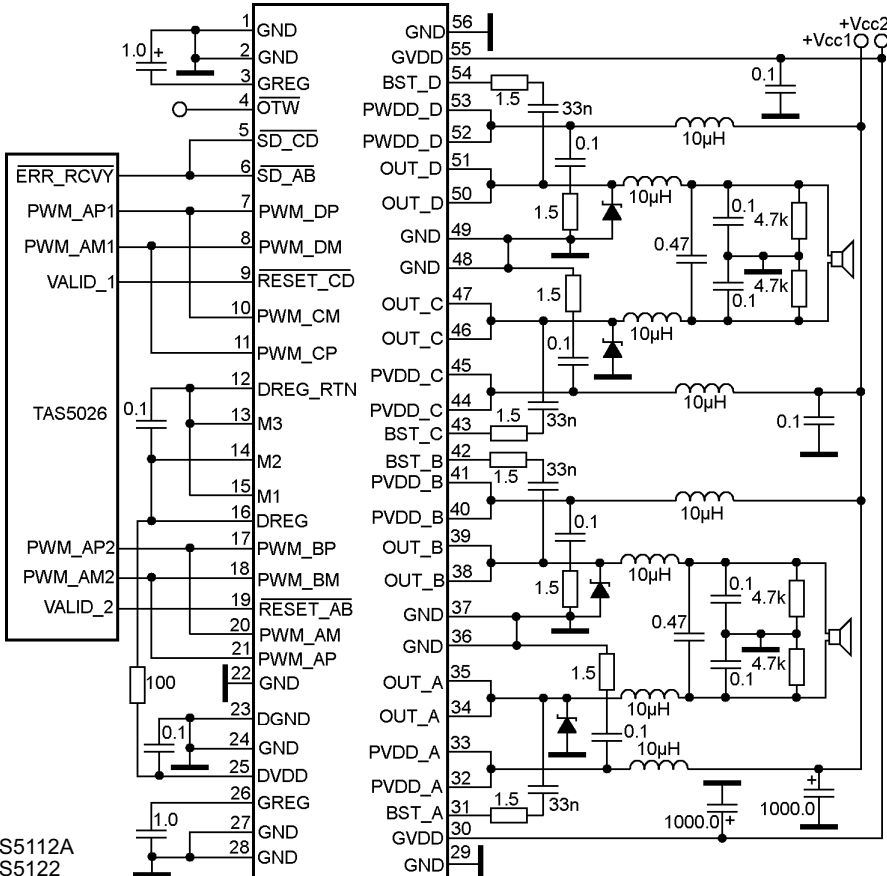 +Vcc2
+Vcc1
1 GND
2 GND
3 GREG
4 OTW
5 SD_CD
6 SD_AB
7 PWM_DP
8 PWM_DM
9 RESET_CD
10 PWM_CM
11 PWM_CP
12 DREG_RTN
13 M3
14 M2
15 M1
16 DREG
17 PWM_BP
18 PWM_BM
19 RESET_AB
20 PWM_AM
21 PWM_AP
22 GND
23 DGND
24 GND
25 DVDD
26 GREG
27 GND
28 GND
1.0 +
ERR_RCVY
PWM_AP1
PWM_AM1
VALID_1
TAS5026
PWM_AP2
PWM_AM2
VALID_2
0.1
100
0.1
1.0
S5112A
S5122
GND 56
GVDD 55
BST_D 54
PWDD_D 53
PWDD_D 52
OUT_D 51
OUT_D 50
GND 49
GND 48
OUT_C 47
OUT_C 46
PVDD_C 45
PVDD_C 44
BST_C 43
BST_B 42
PVDD_B 41
PVDD_B 40
OUT_B 39
OUT_B 38
GND 37
GND 36
OUT_A 35
OUT_A 34
PVDD_A 33
PVDD_A 32
BST_A 31
GVDD 30
GND 29
0.1
1.5
33n
10µH
0.1
10µH
1.5
0.1
4.7k
0.47
1.5
0.1
4.7k
10µH
0.1
10µH
1.5
33n
0.1
1.5
33n
10µH
0.1
10µH
1.5
0.1
4.7k
0.47
1.5
0.1
4.7k
10µH
0.1
10µH
1.5
33n
1000.0 +
+
1000.0